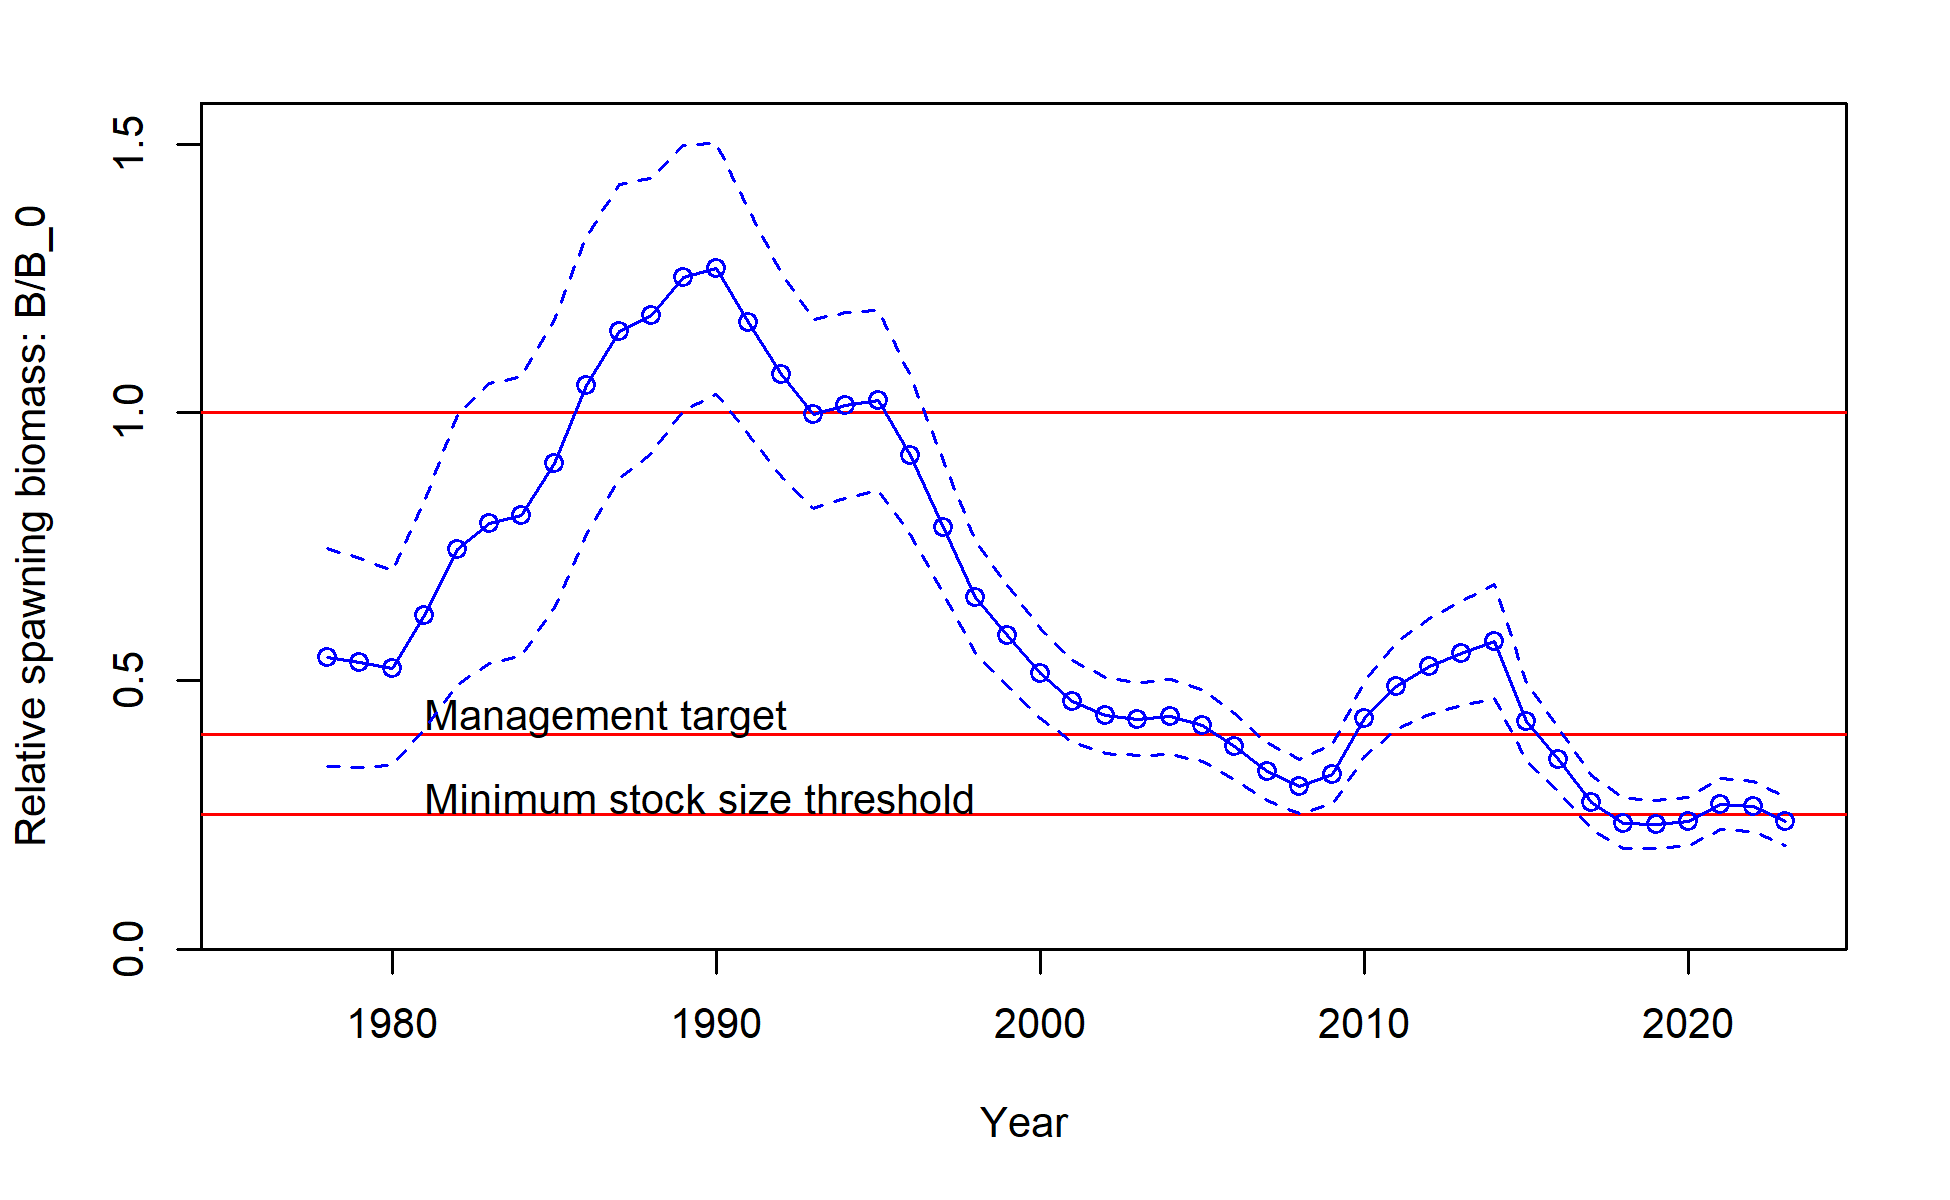 Relative spawning biomass: B/B_0
1.5
1.0
0.5
0.0
Management target
Minimum stock size threshold
1980 1990 2000 2010 2020
Year